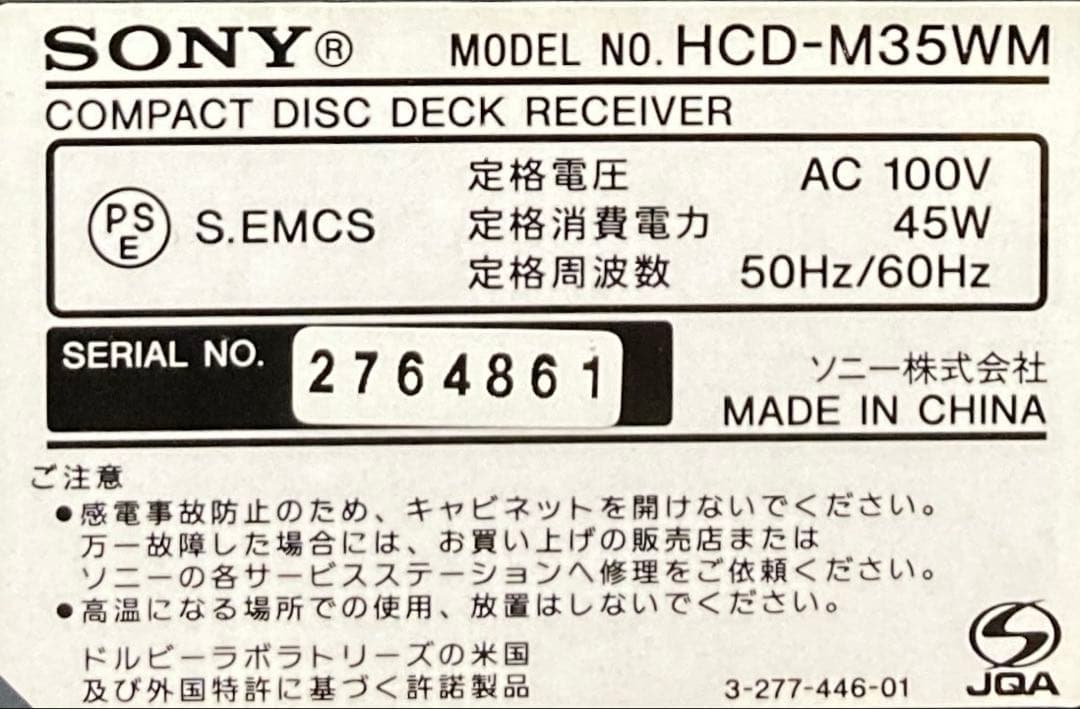 SONY® MODEL NO. HCD-M35WM
COMPACT DISC DECK RECEIVER
PSE S.EMCS
定格電圧 AC 100V
定格消費電力 45W
定格周波数 50Hz/60Hz
SERIAL NO. 2764861
ソニー株式会社
MADE IN CHINA
ご注意
●感電事故防止のため、キャビネットを開けないでください。
万一故障した場合には、お買い上げの販売店または
ソニーの各サービスステーションへ修理をご依頼ください。
●高温になる場所での使用、放置はしないでください。
ドルビーラボラトリーズの米国
及び外国特許に基づく許諾製品
3-277-446-01
JQA